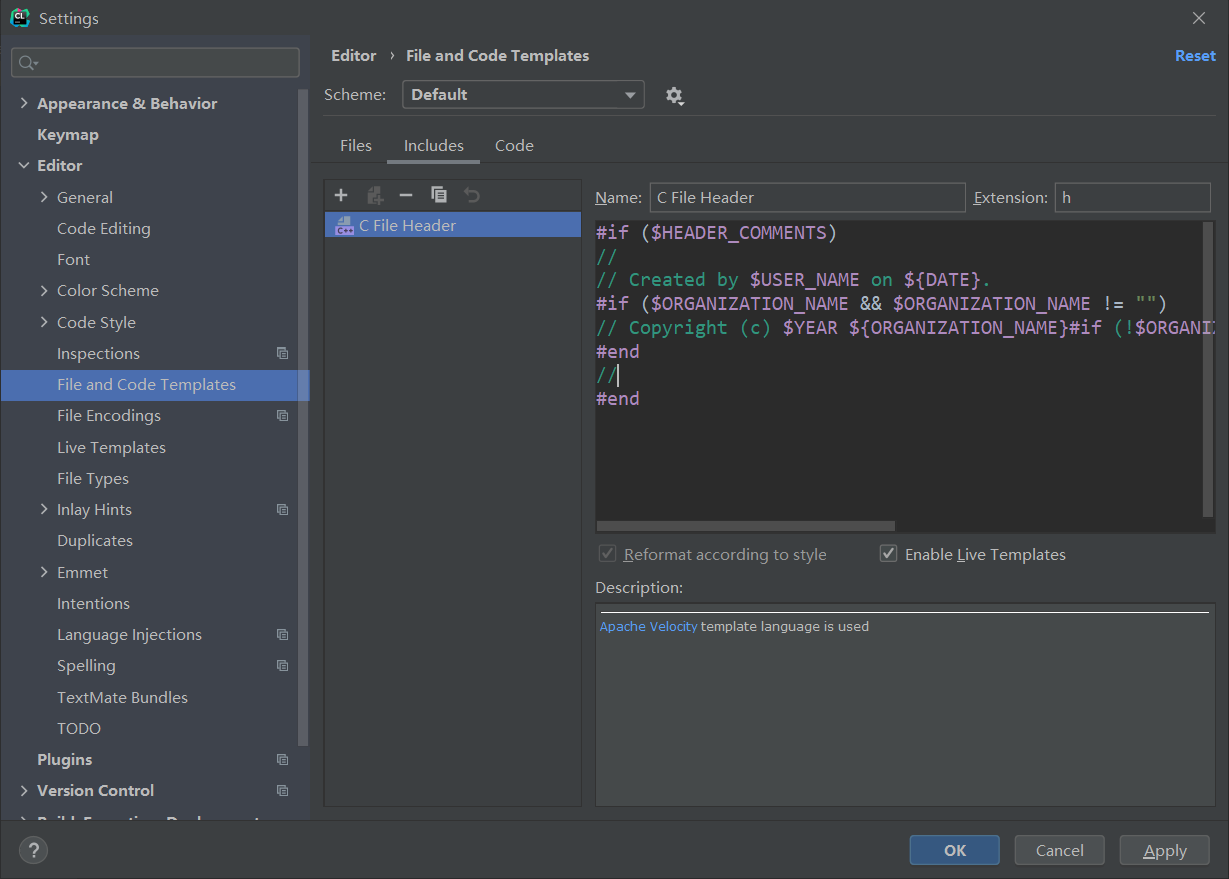 CL
Settings
Appearance & Behavior
Keymap
Editor
General
Code Editing
Font
Color Scheme
Code Style
Inspections
File and Code Templates
File Encodings
Live Templates
File Types
Inlay Hints
Duplicates
Emmet
Intentions
Language Injections
Spelling
TextMate Bundles
TODO
Plugins
Version Control
Editor › File and Code Templates
Reset
Scheme: Default
Files Includes Code
C++ C File Header
Name: C File Header Extension: h
#if ($HEADER_COMMENTS)
//
// Created by $USER_NAME on ${DATE}.
#if ($ORGANIZATION_NAME && $ORGANIZATION_NAME != "")
// Copyright (c) $YEAR ${ORGANIZATION_NAME}#if (!$ORGANI
#end
//
#end
Reformat according to style Enable Live Templates
Description:
Apache Velocity template language is used
? OK Cancel Apply